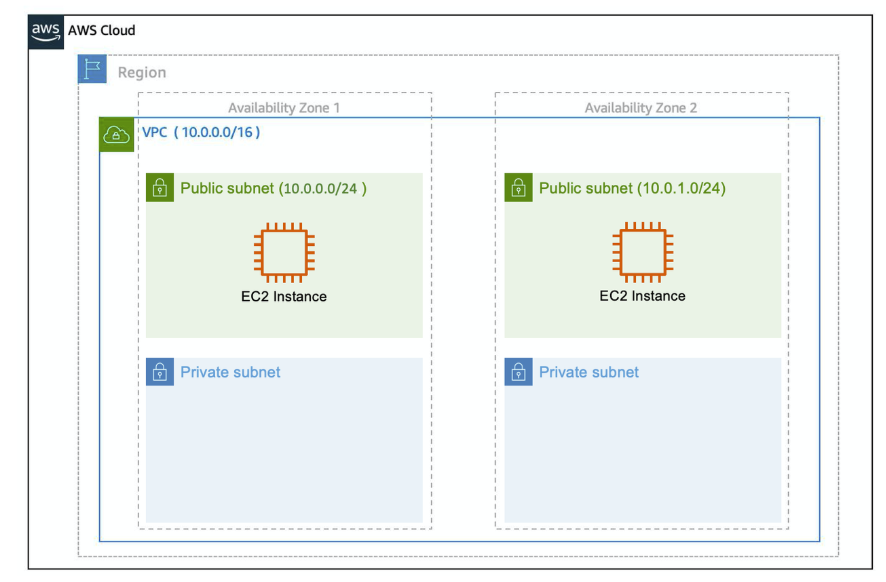 aws AWS Cloud
Region
Availability Zone 1
Availability Zone 2
VPC ( 10.0.0.0/16 )
Public subnet (10.0.0.0/24 )
Public subnet (10.0.1.0/24)
EC2 Instance
EC2 Instance
Private subnet
Private subnet